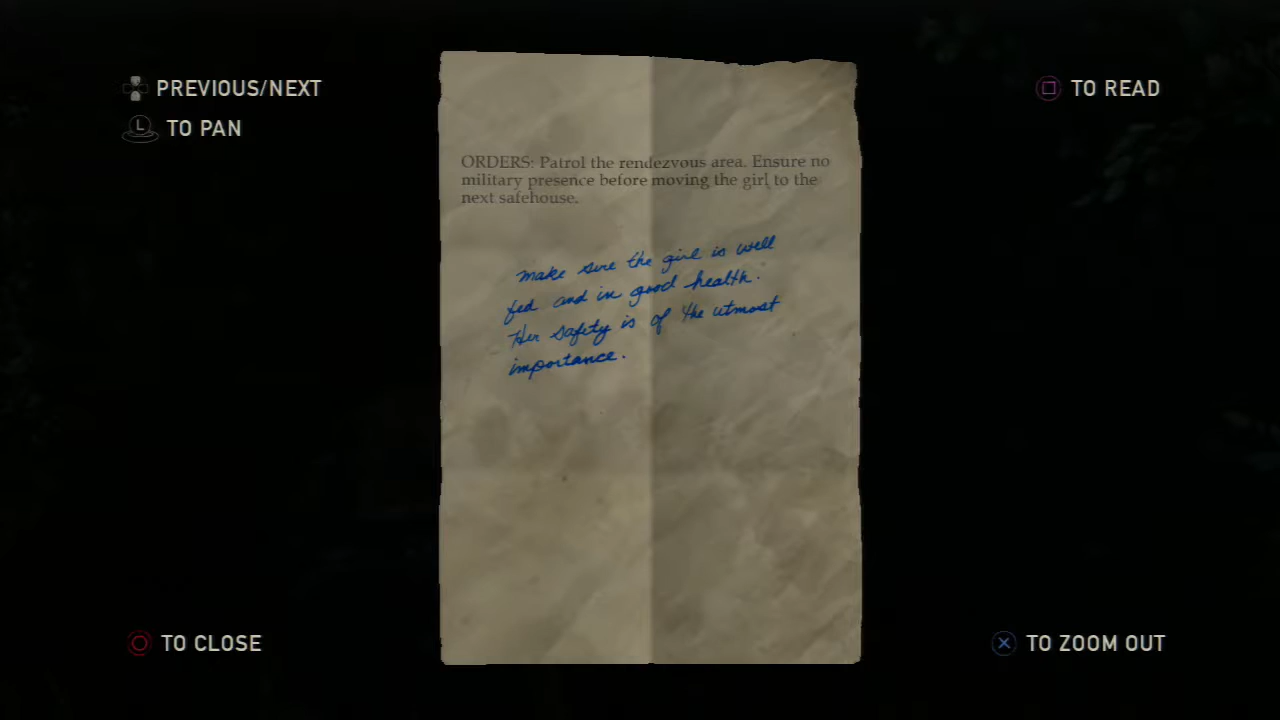 PREVIOUS/NEXT
L TO PAN
TO READ
ORDERS: Patrol the rendezvous area. Ensure no
military presence before moving the girl to the
next safehouse.
Make sure the girl is well
fed and in good health.
Her safety is of the utmost
importance.
TO CLOSE
TO ZOOM OUT